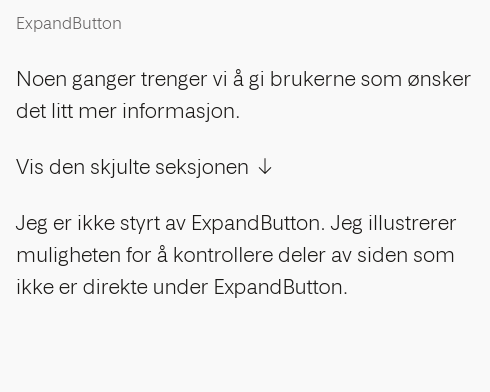 ExpandButton
Noen ganger trenger vi å gi brukerne som ønsker
det litt mer informasjon.
Vis den skjulte seksjonen ↓
Jeg er ikke styrt av ExpandButton. Jeg illustrerer
muligheten for å kontrollere deler av siden som
ikke er direkte under ExpandButton.